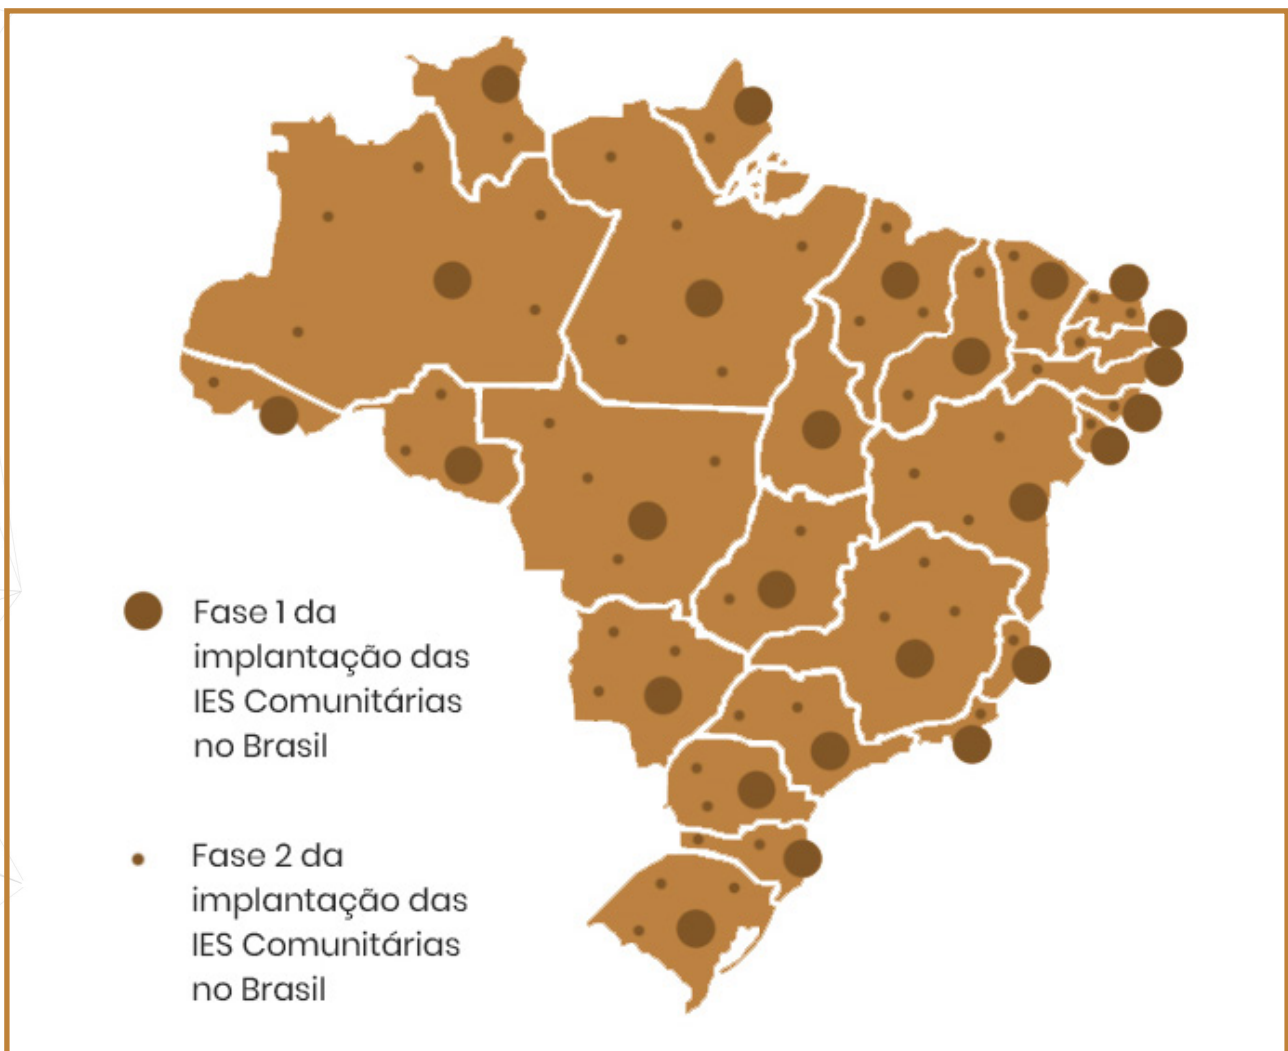 Fase 1 da
implantação das
IES Comunitárias
no Brasil
Fase 2 da
implantação das
IES Comunitárias
no Brasil